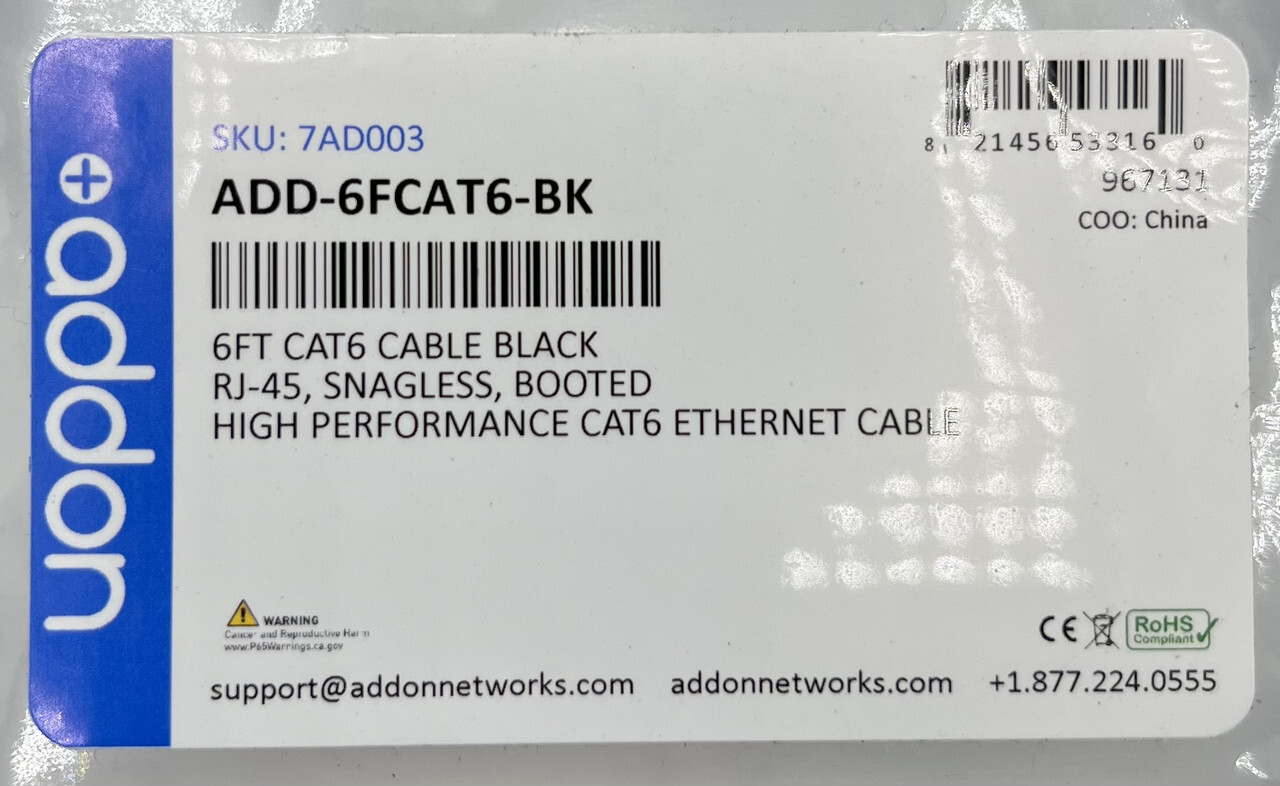 addon
SKU: 7AD003
ADD-6FCAT6-BK
6FT CAT6 CABLE BLACK
RJ-45, SNAGLESS, BOOTED
HIGH PERFORMANCE CAT6 ETHERNET CABLE
8 21456 53316 0
967131
COO: China
WARNING
Cancer and Reproductive Harm
www.P65Warnings.ca.gov
CE
RoHS
Compliant
support@addonnetworks.com addonnetworks.com +1.877.224.0555